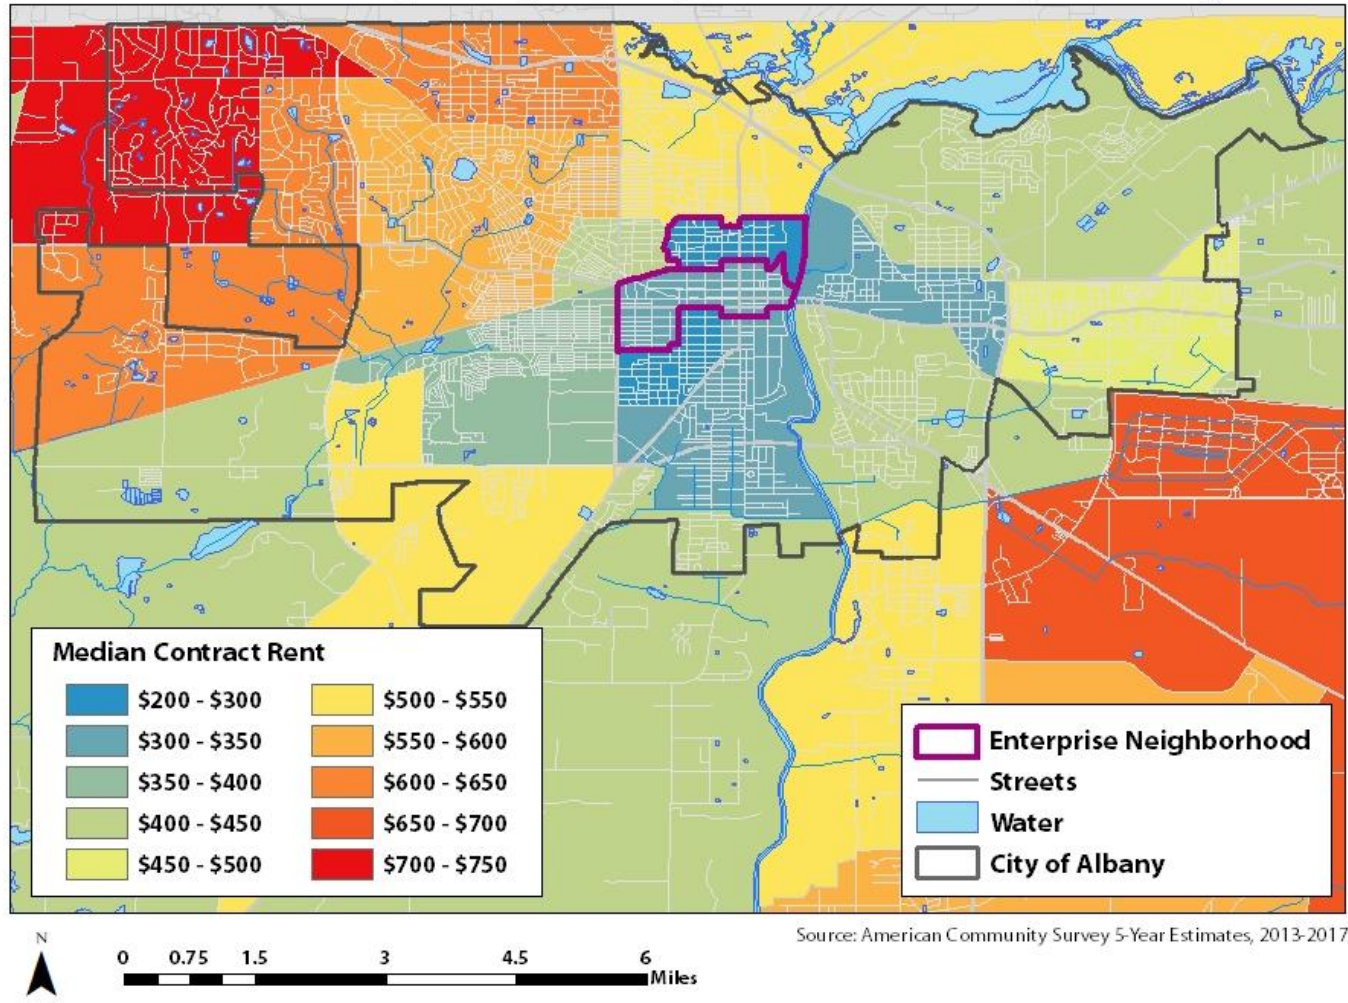 Median Contract Rent
$200 - $300
$300 - $350
$350 - $400
$400 - $450
$450 - $500
$500 - $550
$550 - $600
$600 - $650
$650 - $700
$700 - $750
Enterprise Neighborhood
Streets
Water
City of Albany
Source: American Community Survey 5-Year Estimates, 2013-2017
N
0 0.75 1.5 3 4.5 6
Miles